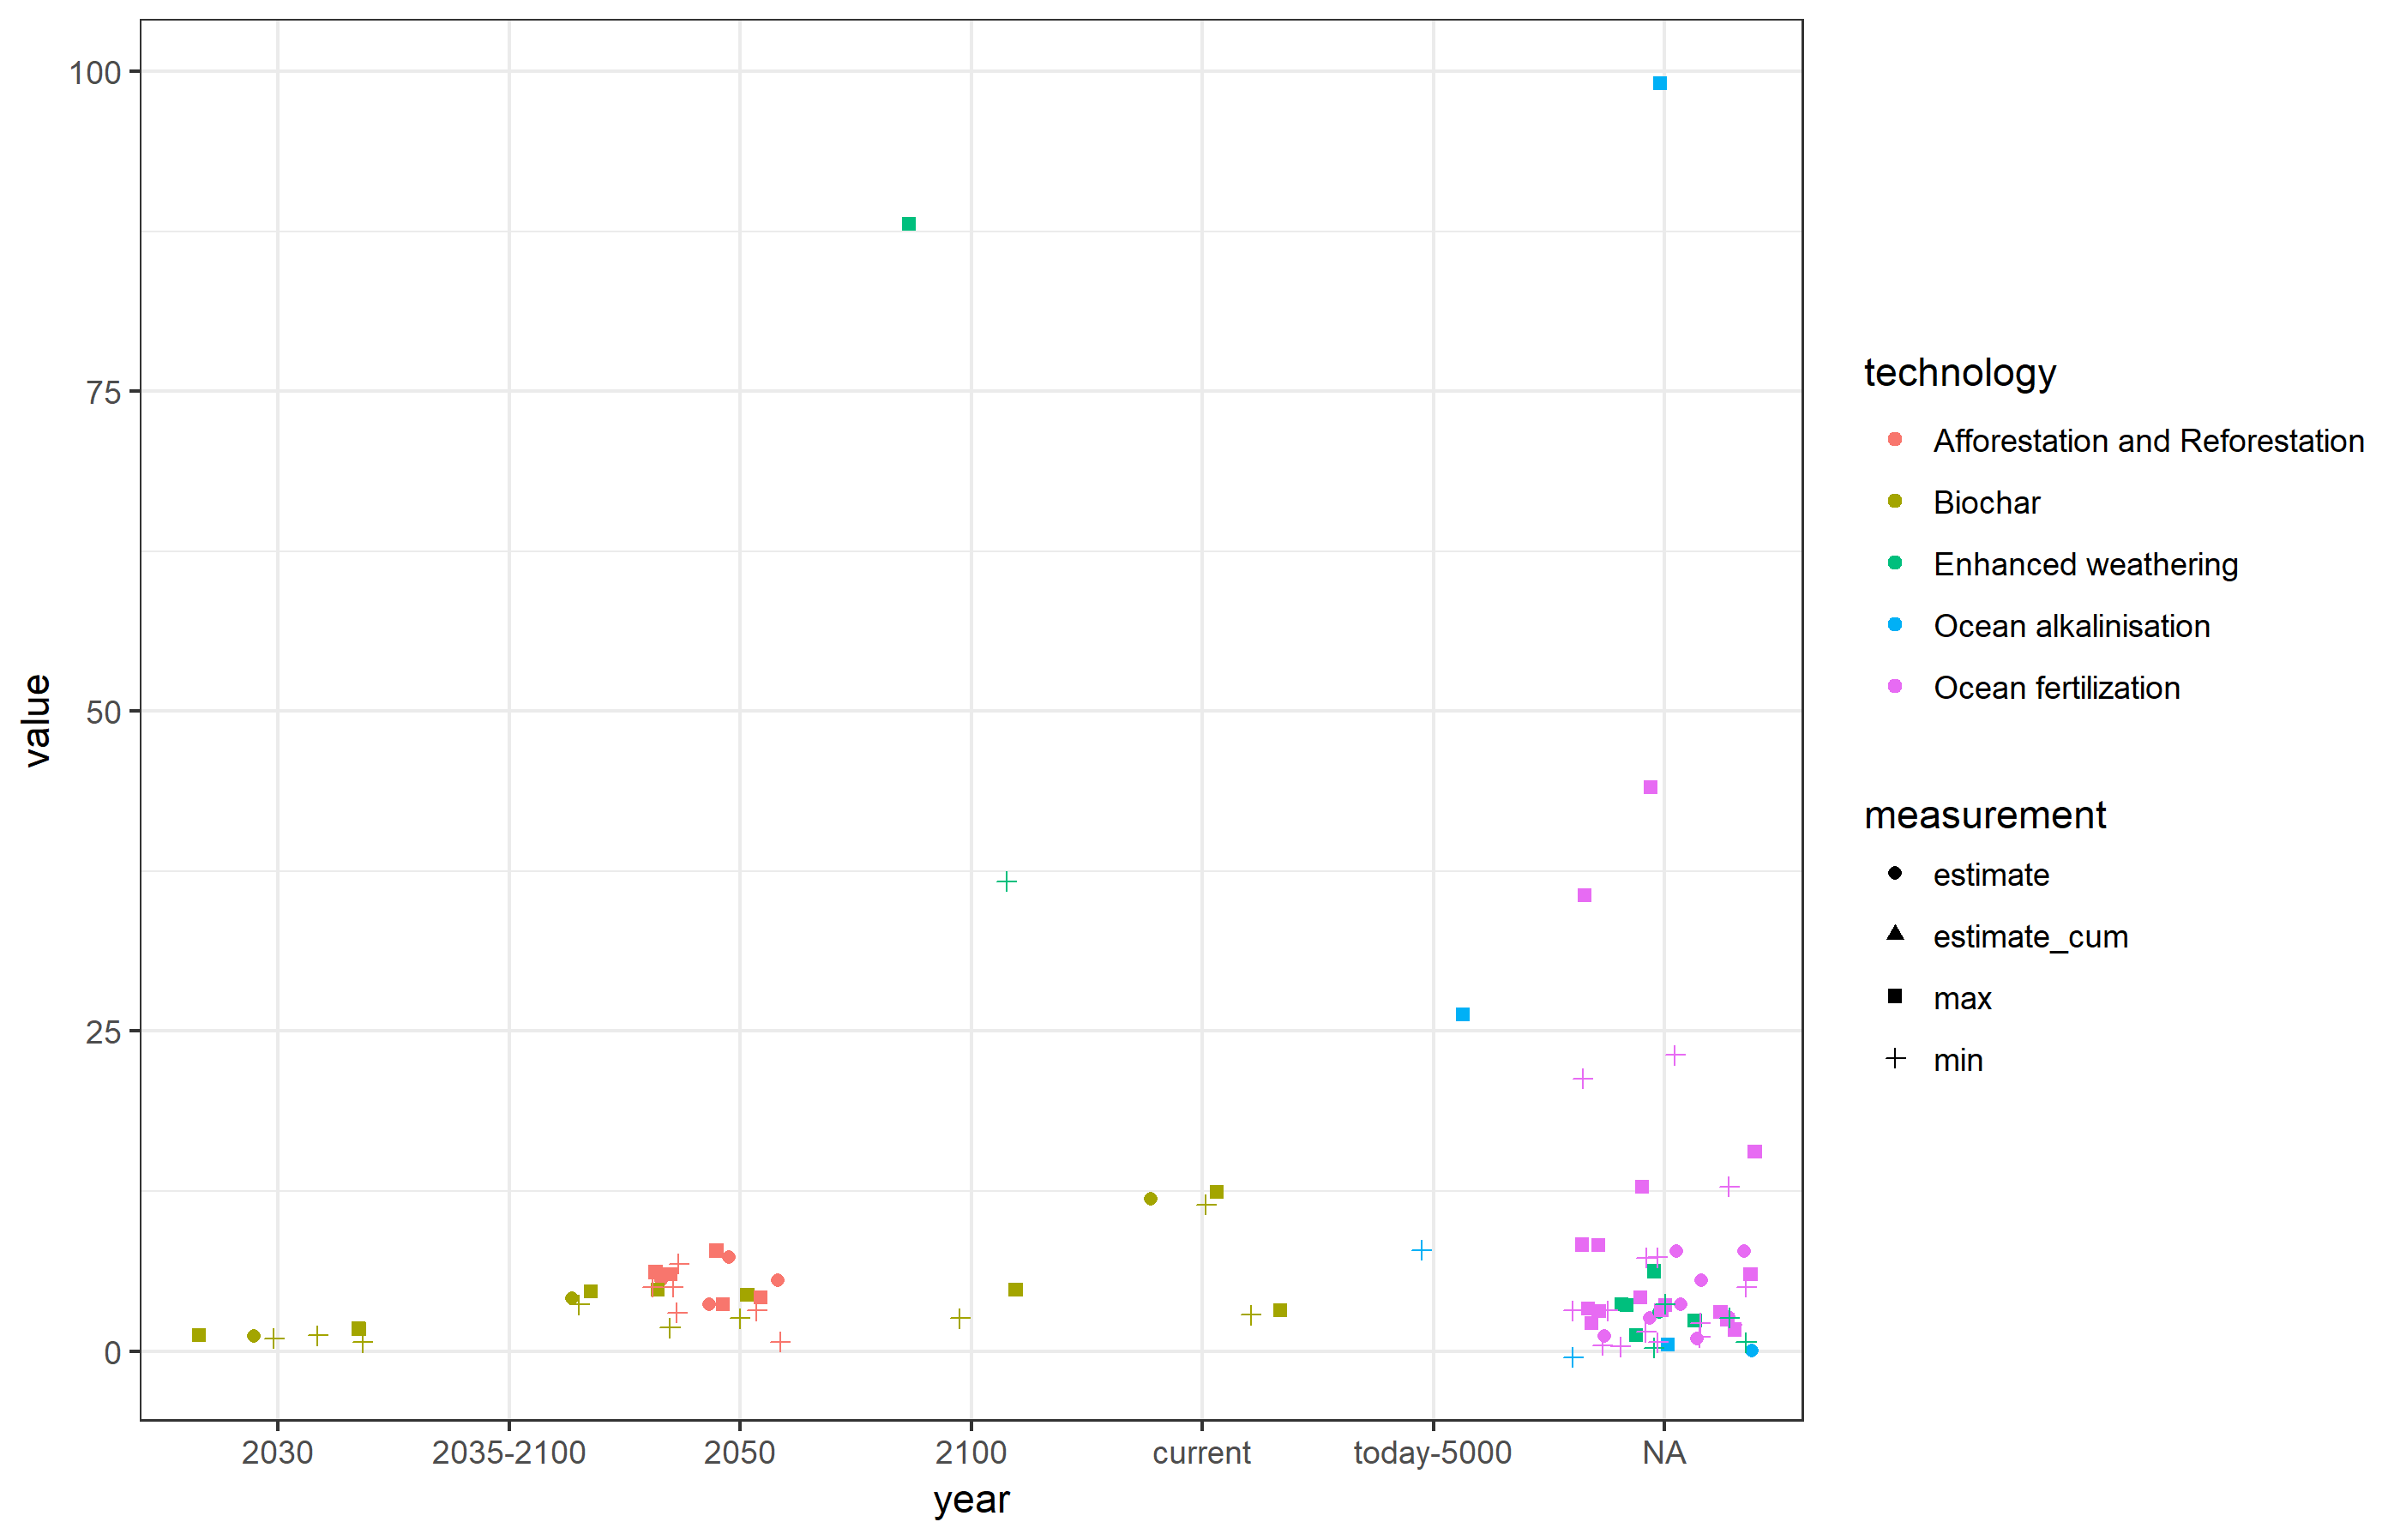 100
75
50
25
0
value
2030
2035-2100
2050
2100
current
today-5000
NA
year
technology
Afforestation and Reforestation
Biochar
Enhanced weathering
Ocean alkalinisation
Ocean fertilization
measurement
estimate
estimate_cum
max
min